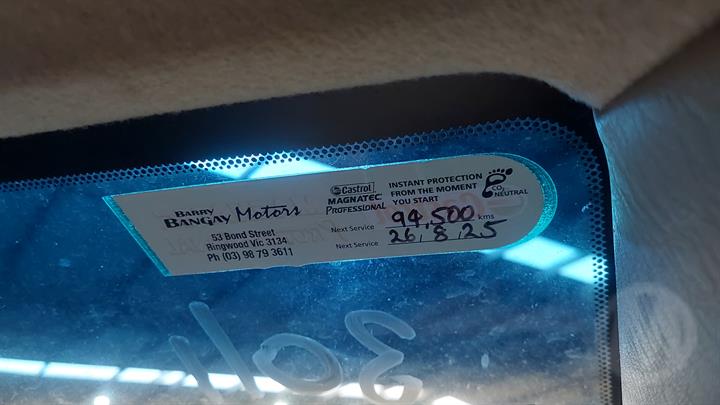 BARRY
BANGAY Motors
53 Bond Street
Ringwood Vic 3134
Ph (03) 98 79 3611
Castrol
MAGNATEC
PROFESSIONAL
INSTANT PROTECTION
FROM THE MOMENT
YOU START
CO2
NEUTRAL
Next Service 94,500 kms
Next Service 26, 8, 25